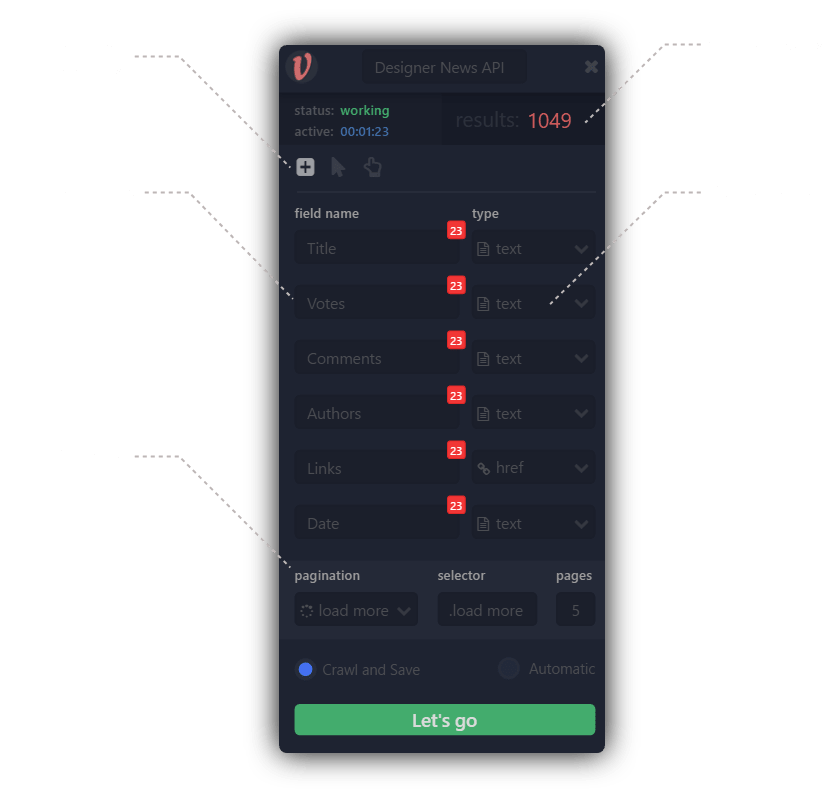 V
Designer News API
status: working
active: 00:01:23
results: 1049
field name type
23
Title text
23
Votes text
23
Comments text
23
Authors text
23
Links href
23
Date text
pagination selector pages
load more .load more 5
Crawl and Save Automatic
Let's go